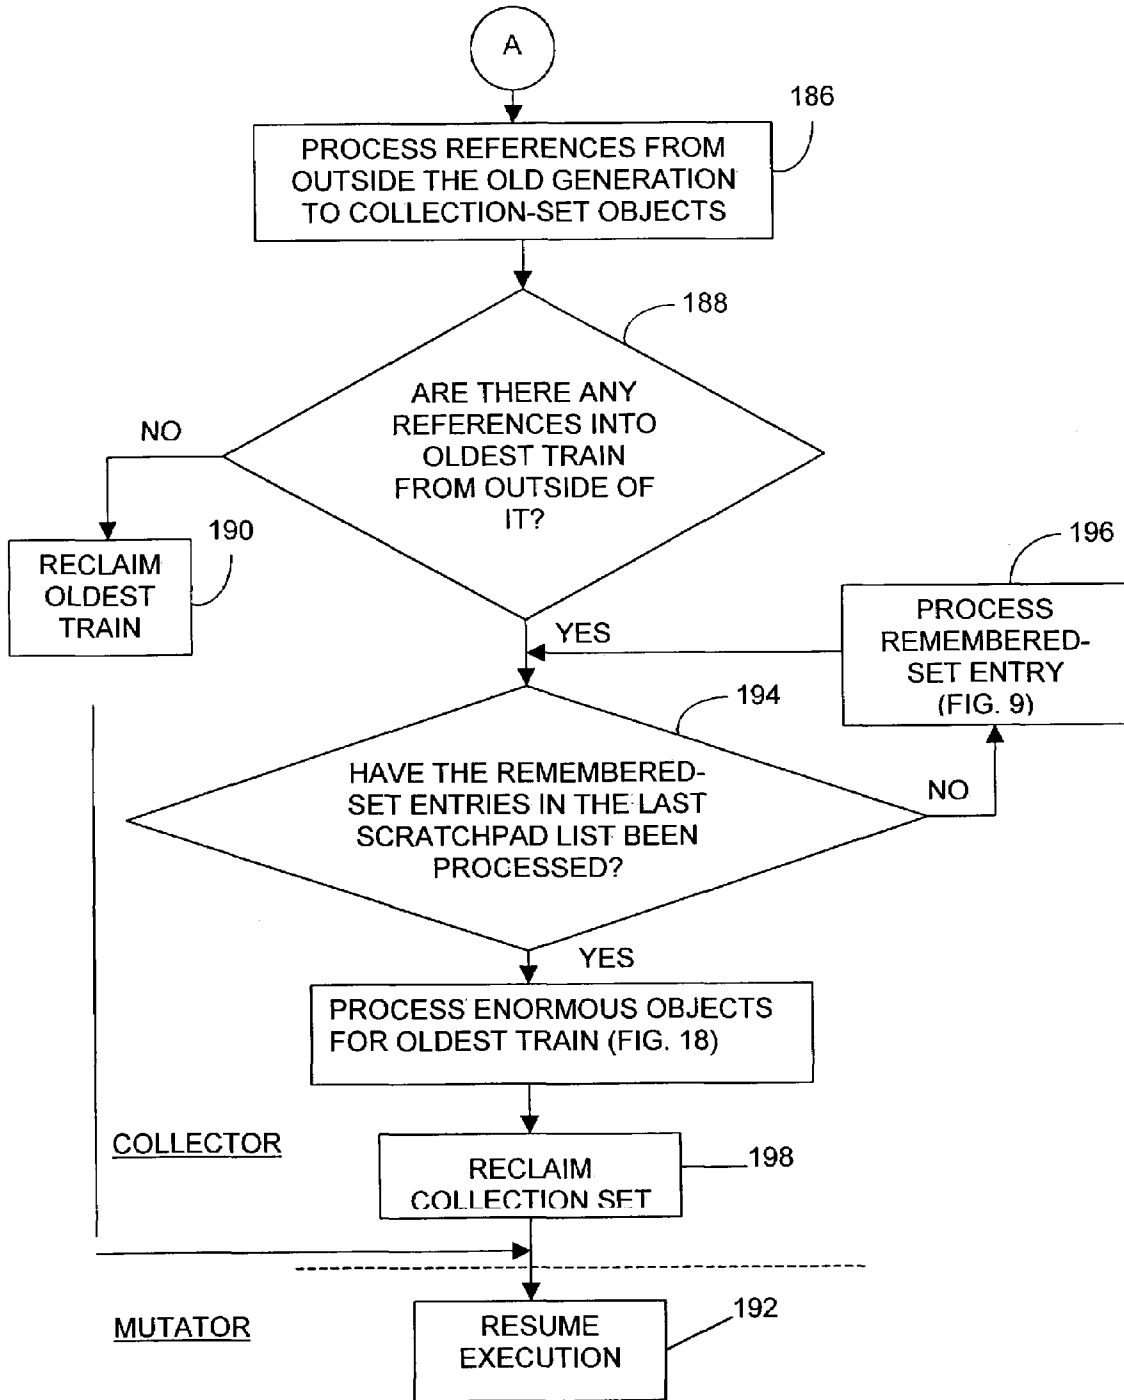 A
186
PROCESS REFERENCES FROM
OUTSIDE THE OLD GENERATION
TO COLLECTION-SET OBJECTS
188
ARE THERE ANY
REFERENCES INTO
OLDEST TRAIN
FROM OUTSIDE OF
IT?
NO
190
RECLAIM
OLDEST
TRAIN
YES
196
PROCESS
REMEMBERED-
SET ENTRY
(FIG. 9)
194
HAVE THE REMEMBERED-
SET ENTRIES IN THE LAST
SCRATCHPAD LIST BEEN
PROCESSED?
NO
YES
PROCESS ENORMOUS OBJECTS
FOR OLDEST TRAIN (FIG. 18)
COLLECTOR
198
RECLAIM
COLLECTION SET
MUTATOR
192
RESUME
EXECUTION